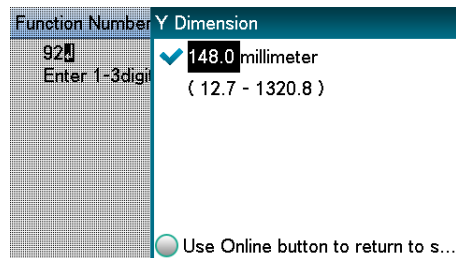 Function Number
Y Dimension
92
Enter 1-3digi
148.0 millimeter
( 12.7 - 1320.8 )
Use Online button to return to s...